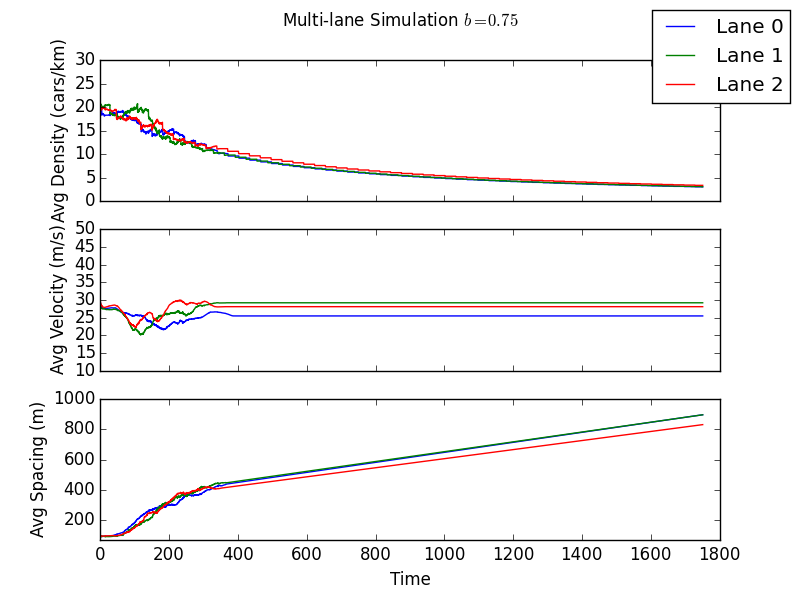 Multi-lane Simulation b=0.75
Lane 0
Lane 1
Lane 2
Avg Density (cars/km)
30
25
20
15
10
5
0
Avg Velocity (m/s)
50
45
40
35
30
25
20
15
10
Avg Spacing (m)
1000
800
600
400
200
0 200 400 600 800 1000 1200 1400 1600 1800
Time